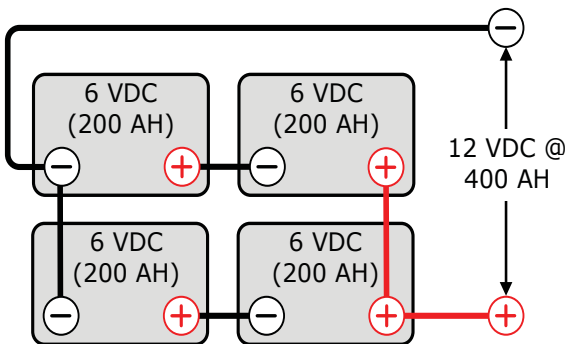 −
6 VDC
(200 AH)
6 VDC
(200 AH)
− + − +
12 VDC @
400 AH
6 VDC
(200 AH)
6 VDC
(200 AH)
− + − + +